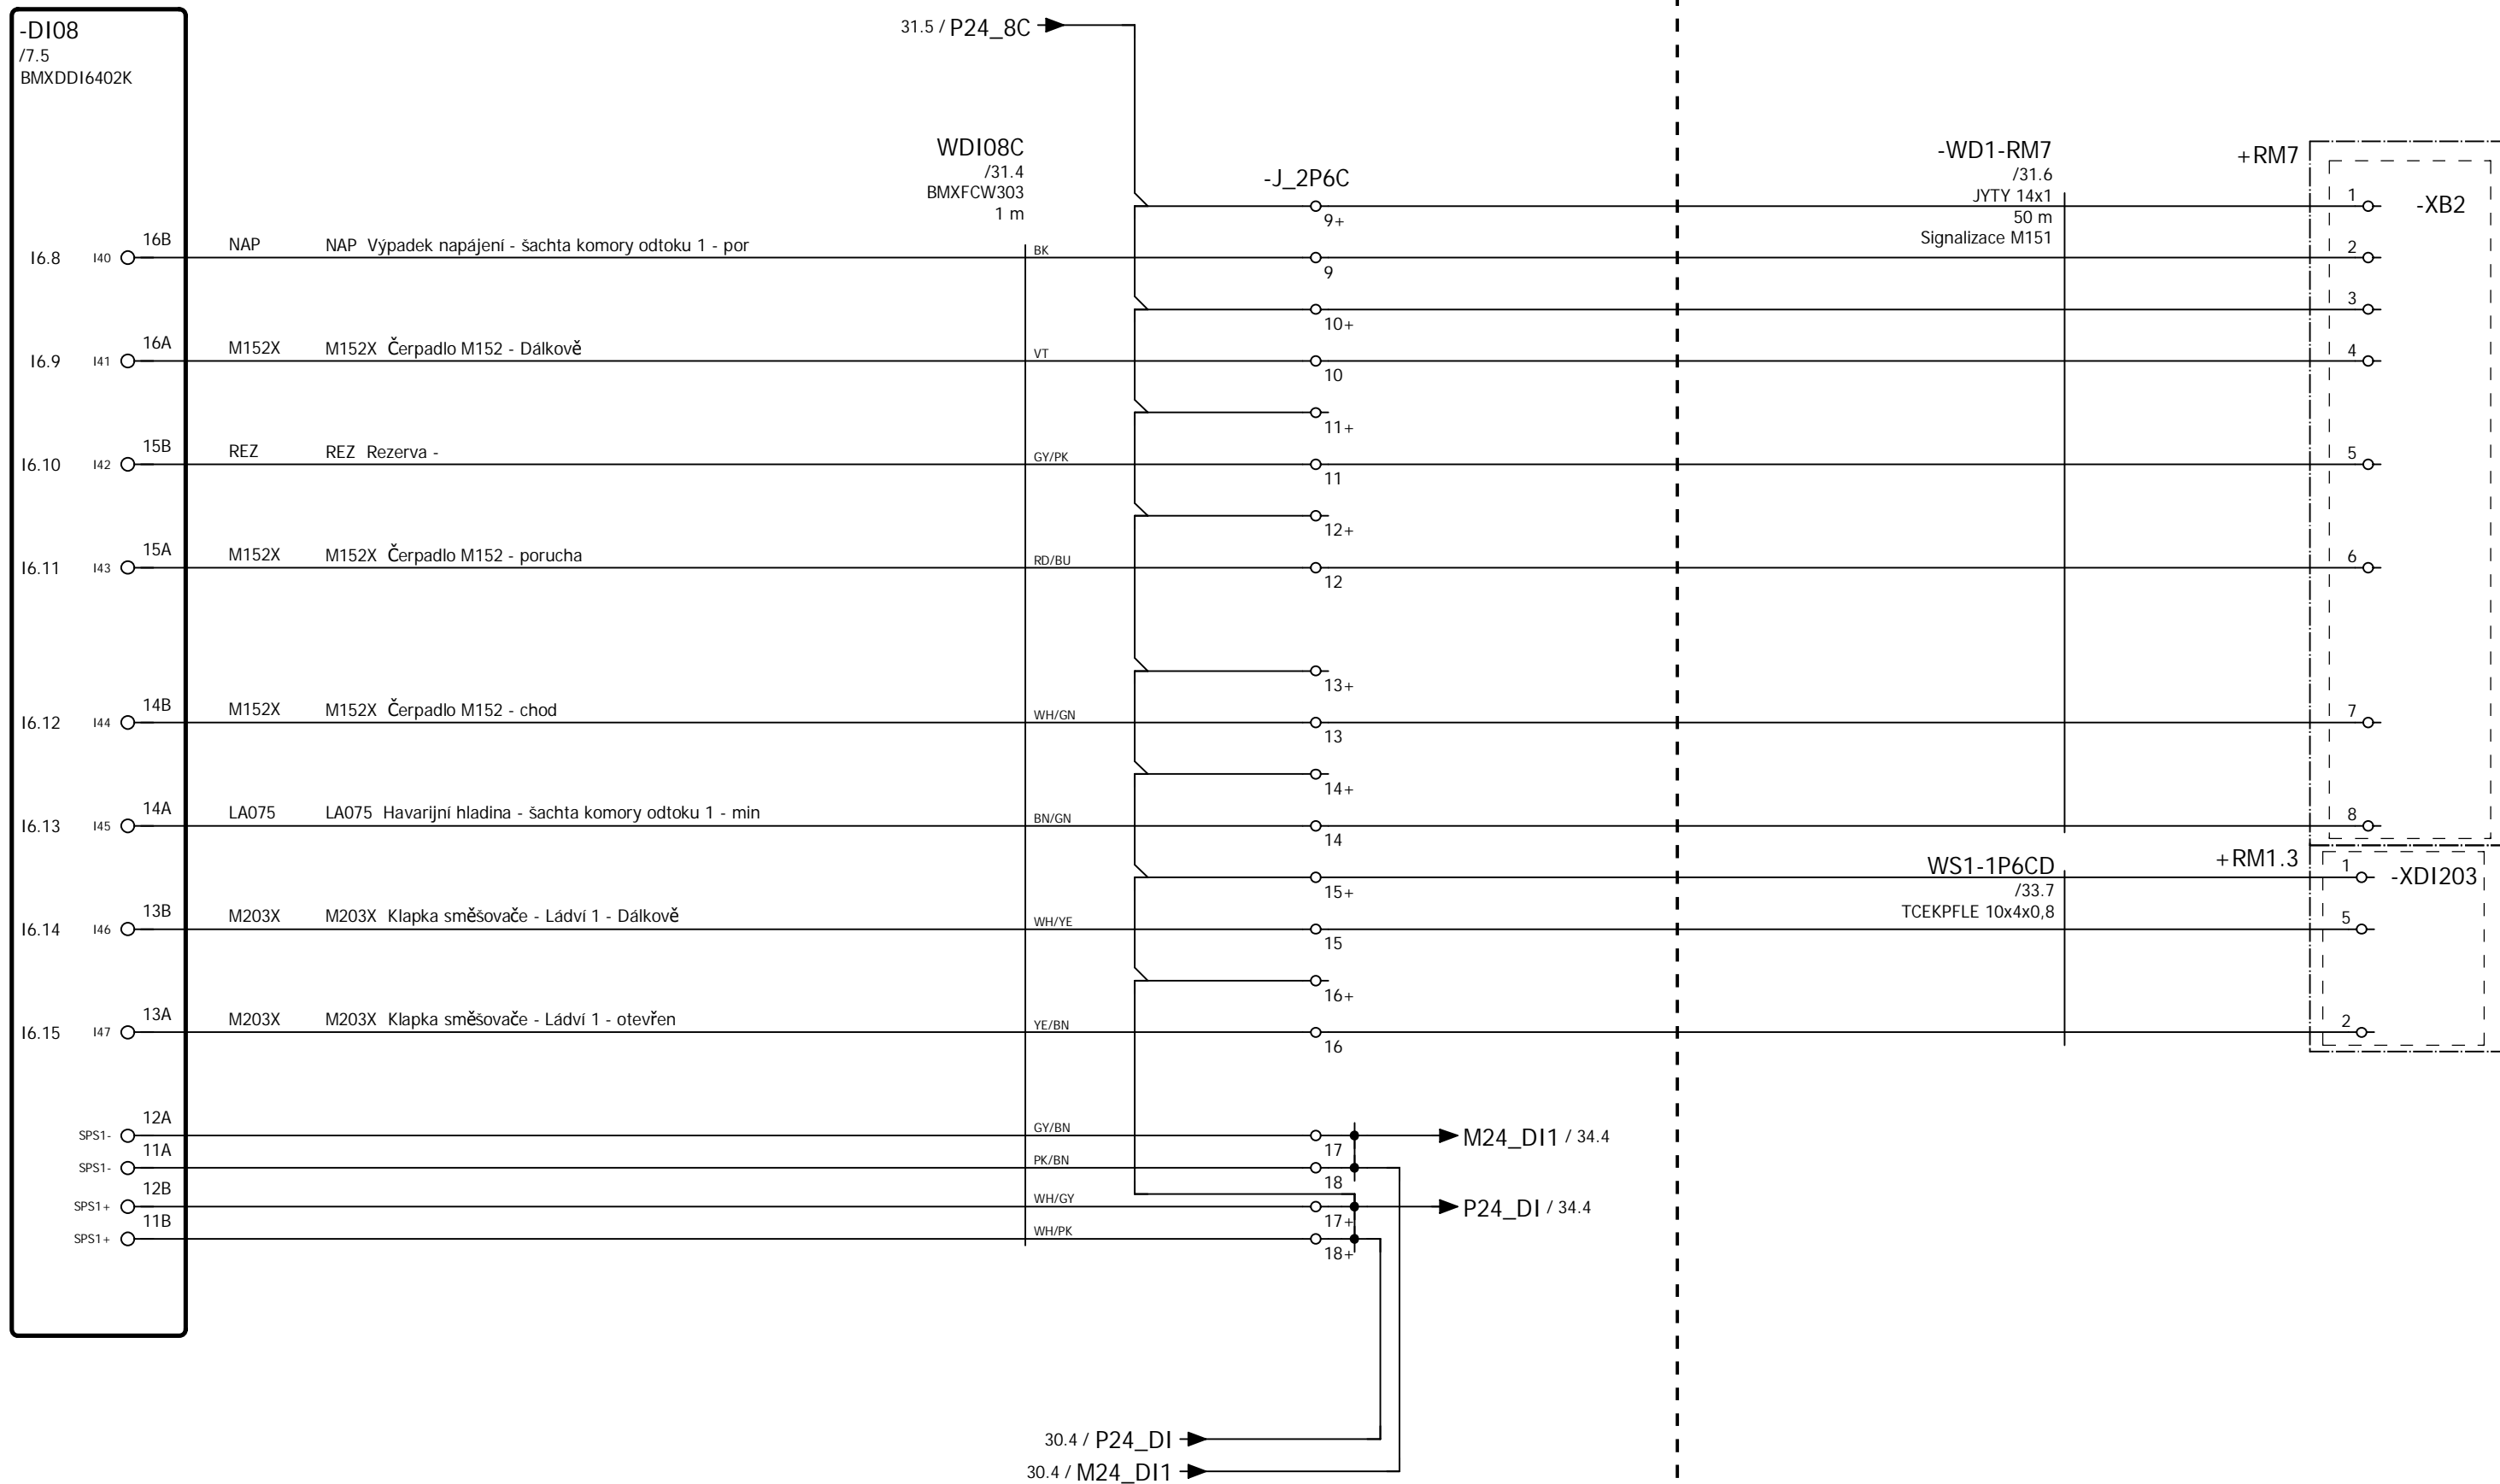 -DI08
/7.5
BMXDDI6402K
31.5 / P24_8C
WDI08C
/31.4
BMXFCW303
1 m
-J_2P6C
-WD1-RM7
/31.6
JYTY 14x1
50 m
Signalizace M151
+RM7
-XB2
9+
1
I6.8 I40 16B NAP NAP Výpadek napájení - šachta komory odtoku 1 - por BK 9 2
10+ 3
I6.9 I41 16A M152X M152X Čerpadlo M152 - Dálkově VT 10 4
11+
I6.10 I42 15B REZ REZ Rezerva - GY/PK 11 5
12+
I6.11 I43 15A M152X M152X Čerpadlo M152 - porucha RD/BU 12 6
13+
I6.12 I44 14B M152X M152X Čerpadlo M152 - chod WH/GN 13 7
14+
I6.13 I45 14A LA075 LA075 Havarijní hladina - šachta komory odtoku 1 - min BN/GN 14 8
WS1-1P6CD
/33.7
TCEKPFLE 10x4x0,8
+RM1.3
-XDI203
15+ 1
I6.14 I46 13B M203X M203X Klapka směšovače - Ládví 1 - Dálkově WH/YE 15 5
16+
I6.15 I47 13A M203X M203X Klapka směšovače - Ládví 1 - otevřen YE/BN 16 2
SPS1- 12A GY/BN 17 M24_DI1 / 34.4
SPS1- 11A PK/BN 18
SPS1+ 12B WH/GY 17+ P24_DI / 34.4
SPS1+ 11B WH/PK 18+
30.4 / P24_DI
30.4 / M24_DI1